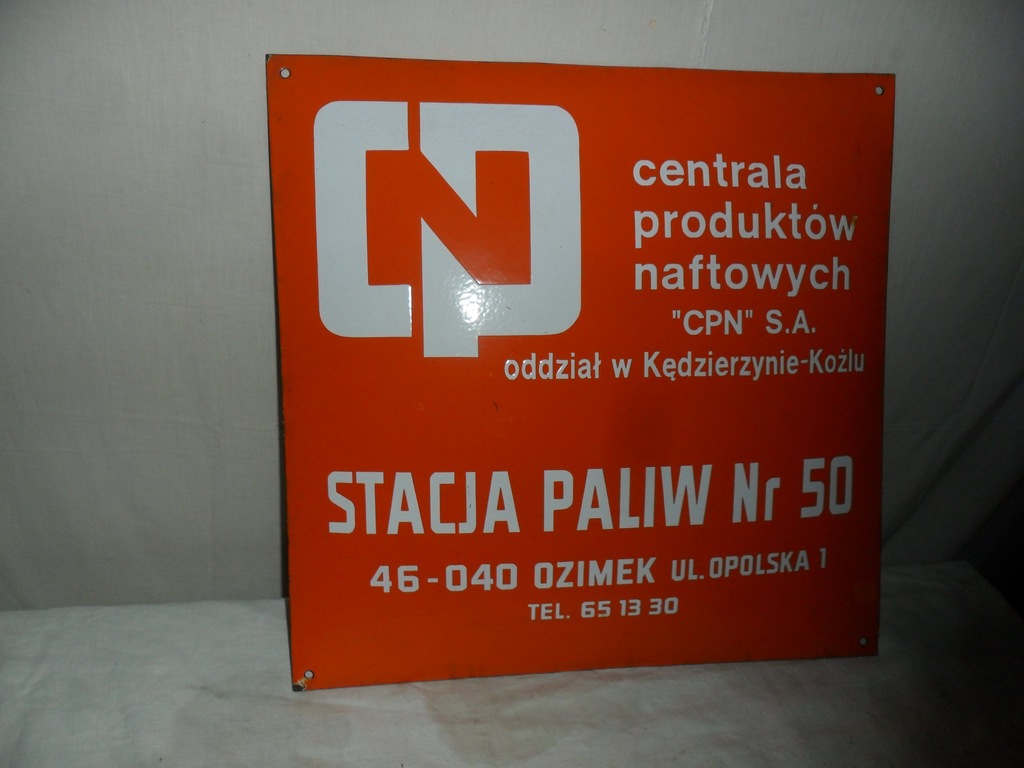 CPN
centrala
produktów
naftowych
"CPN" S.A.
oddział w Kędzierzynie-Koźlu
STACJA PALIW Nr 50
46-040 OZIMEK UL. OPOLSKA 1
TEL. 65 13 30